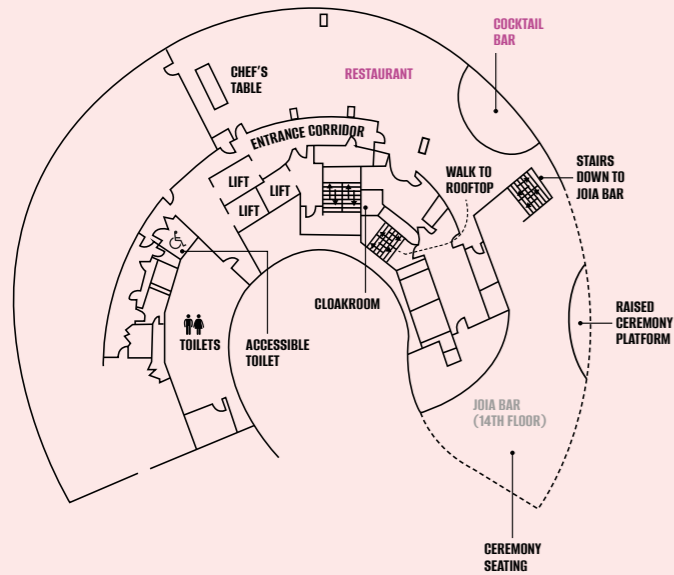 COCKTAIL
BAR
CHEF'S
TABLE
RESTAURANT
ENTRANCE CORRIDOR
STAIRS
DOWN TO
JOIA BAR
WALK TO
ROOFTOP
LIFT
LIFT
LIFT
CLOAKROOM
RAISED
CEREMONY
PLATFORM
TOILETS
ACCESSIBLE
TOILET
JOIA BAR
(14TH FLOOR)
CEREMONY
SEATING